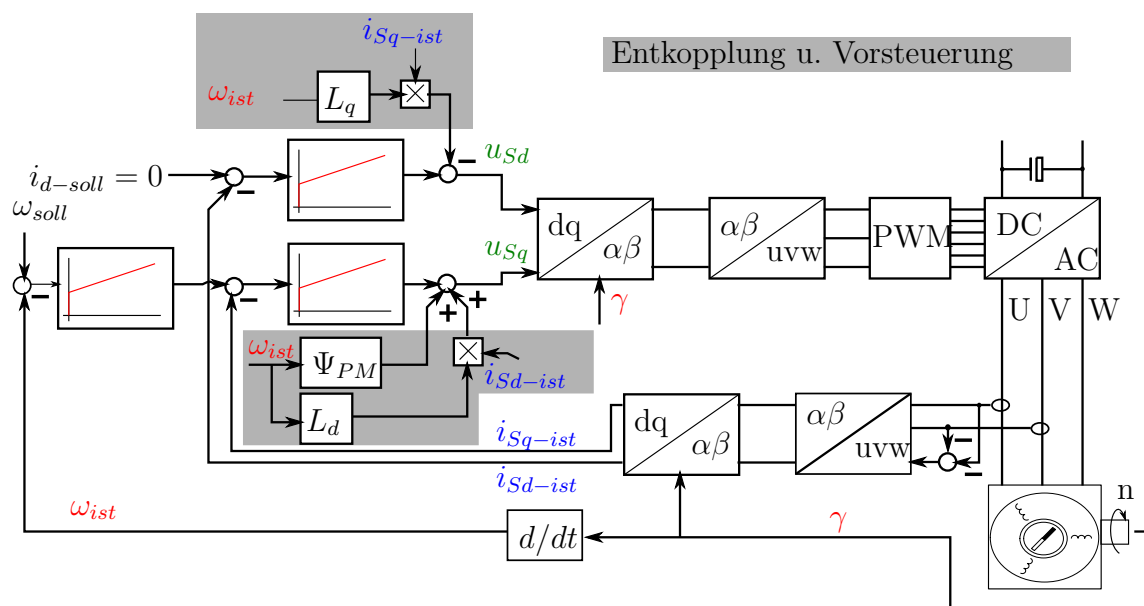 i_{Sq-ist}
Entkopplung u. Vorsteuerung
ω_{ist}
L_q
×
u_{Sd}
i_{d-soll} = 0
ω_{soll}
dq
αβ
αβ
uvw
PWM
DC
AC
u_{Sq}
γ
U
V
W
ω_{ist}
Ψ_{PM}
×
i_{Sd-ist}
L_d
dq
αβ
αβ
uvw
i_{Sq-ist}
i_{Sd-ist}
ω_{ist}
d/dt
γ
n